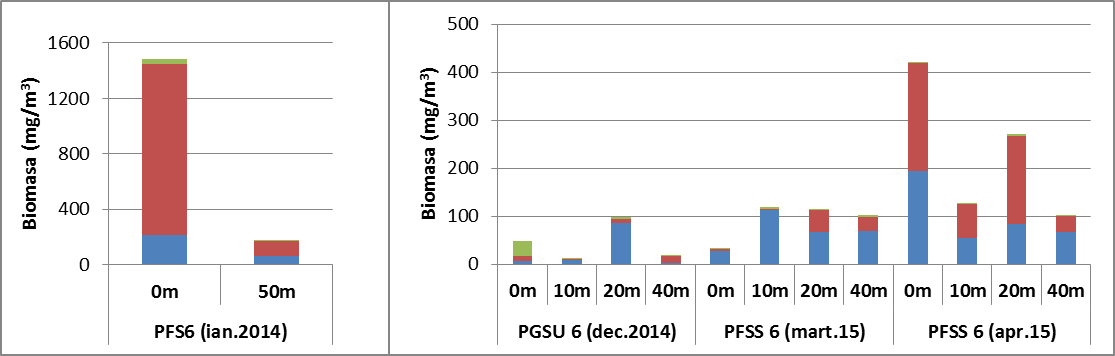 Biomasa (mg/m³)
1600
1200
800
400
0
0m 50m
PFS6 (ian.2014)
Biomasa (mg/m³)
500
400
300
200
100
0
0m 10m 20m 40m 0m 10m 20m 40m 0m 10m 20m 40m
PGSU 6 (dec.2014) PFSS 6 (mart.15) PFSS 6 (apr.15)